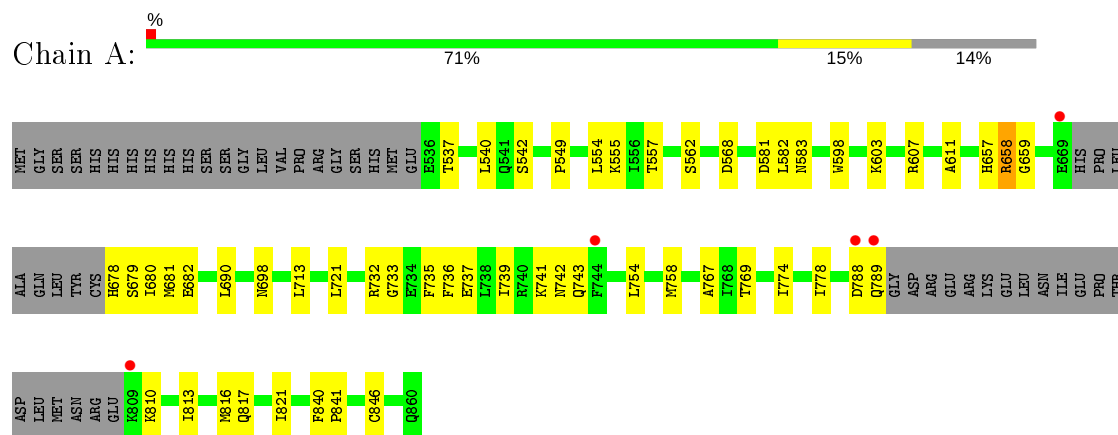 %
Chain A:
71% 15% 14%
MET GLY SER SER HIS HIS HIS HIS HIS HIS SER SER GLY LEU VAL PRO ARG GLY SER HIS MET GLU E536 T537 L540 Q541 S542 P549 L554 K555 I556 T557 S562 D568 D581 L582 N583 W598 K603 R607 A611 H657 R658 G659 E669 HIS PRO LEU
ALA GLN LEU TYR CYS H678 S679 I680 M681 E682 L690 N698 L713 L721 R732 G733 E734 F735 F736 E737 L738 I739 R740 K741 N742 Q743 F744 L754 M758 A767 I768 T769 I774 I778 D788 Q789 GLY ASP ARG GLU ARG LYS GLU LEU ASN ILE GLU PRO THR
ASP LEU MET ASN ARG GLU K809 K810 I813 M816 Q817 I821 F840 P841 C846 Q860